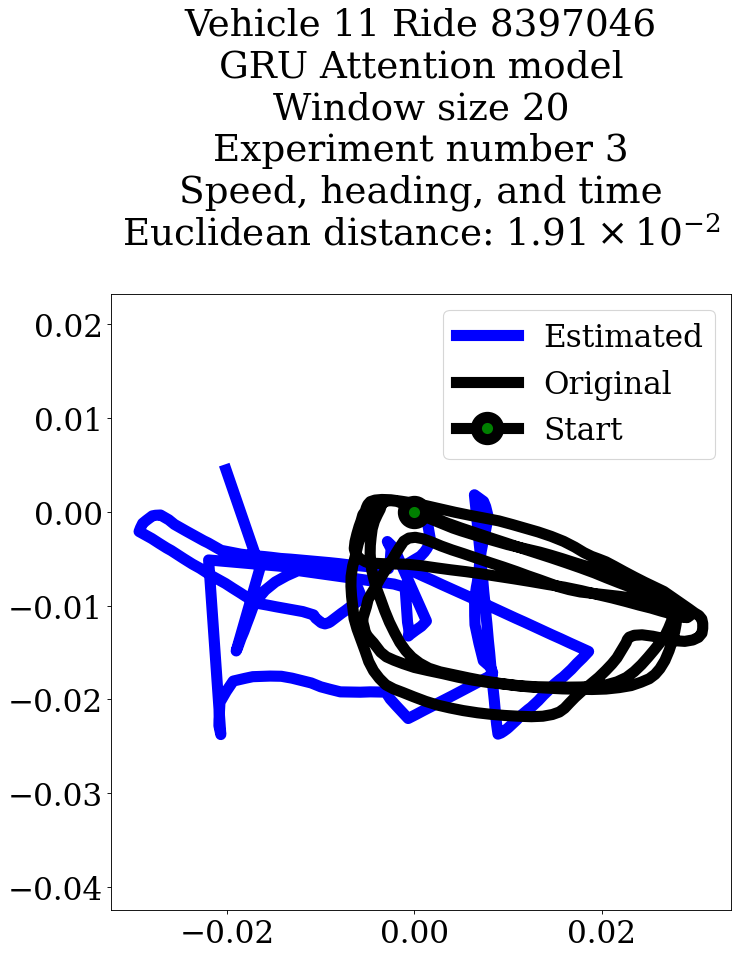 Vehicle 11 Ride 8397046
GRU Attention model
Window size 20
Experiment number 3
Speed, heading, and time
Euclidean distance: 1.91 × 10⁻²
Estimated
Original
Start
0.02
0.01
0.00
−0.01
−0.02
−0.03
−0.04
−0.02 0.00 0.02